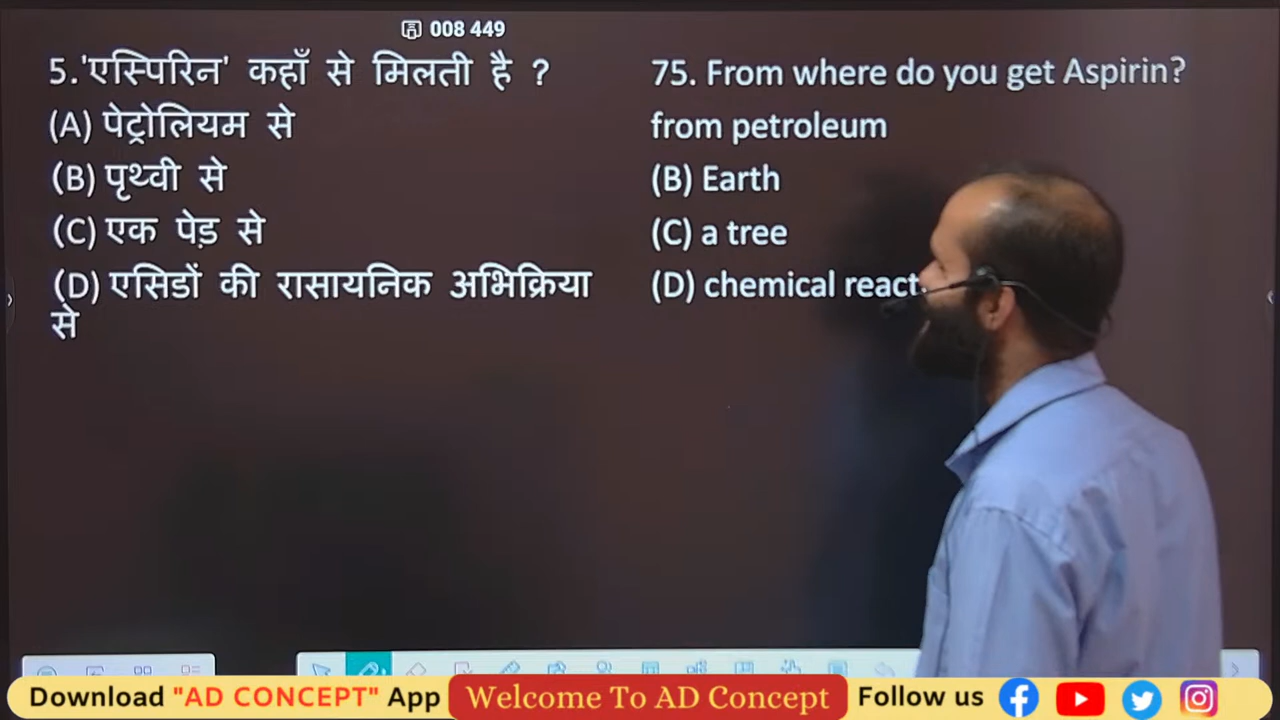 008 449
5.'एस्पिरिन' कहाँ से मिलती है ?
(A) पेट्रोलियम से
(B) पृथ्वी से
(C) एक पेड़ से
(D) एसिडों की रासायनिक अभिक्रिया
से
75. From where do you get Aspirin?
from petroleum
(B) Earth
(C) a tree
(D) chemical react
Download "AD CONCEPT" App
Welcome To AD Concept
Follow us